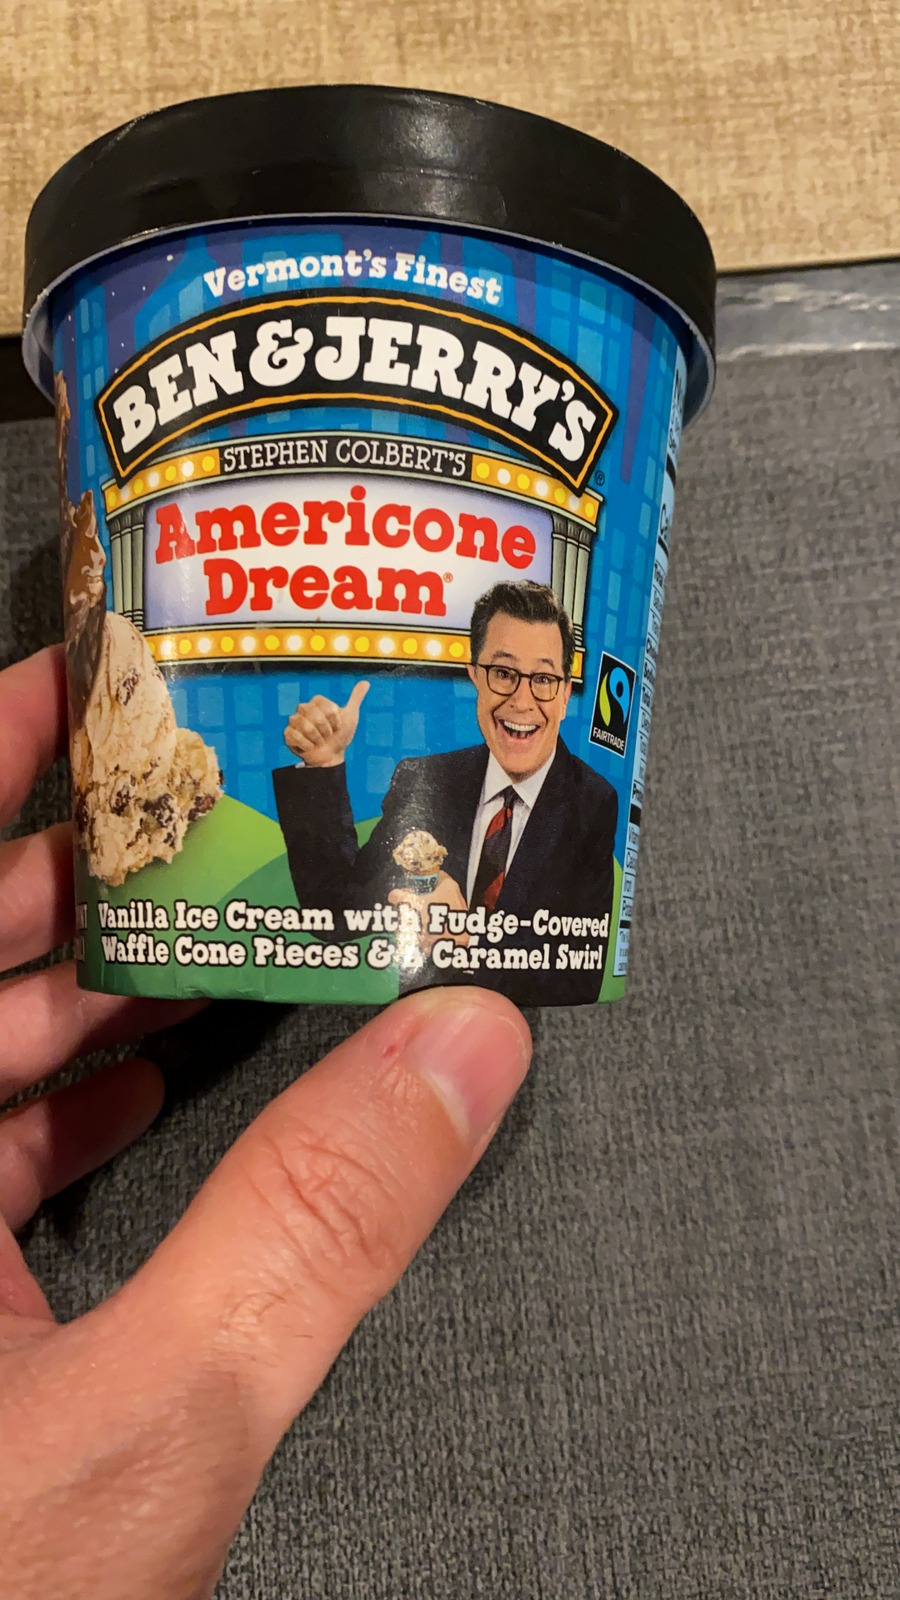 Vermont's Finest
BEN & JERRY'S®
STEPHEN COLBERT'S
Americone
Dream®
FAIRTRADE
Vanilla Ice Cream with Fudge-Covered
Waffle Cone Pieces & Caramel Swirl